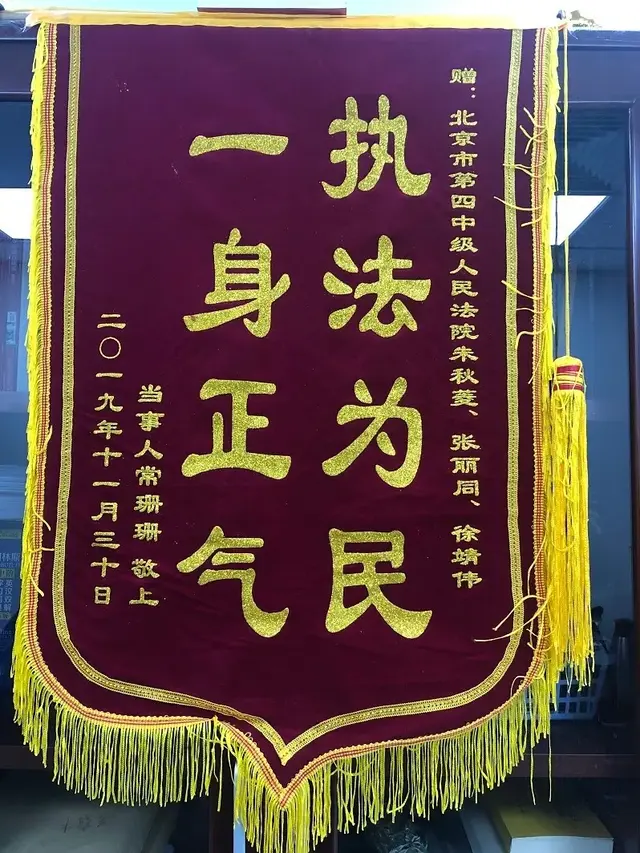 赠：北京市第四中级人民法院朱秋菱、张丽同、徐靖伟
执法为民
一身正气
当事人常珊珊 敬上
二〇一九年十一月三十日